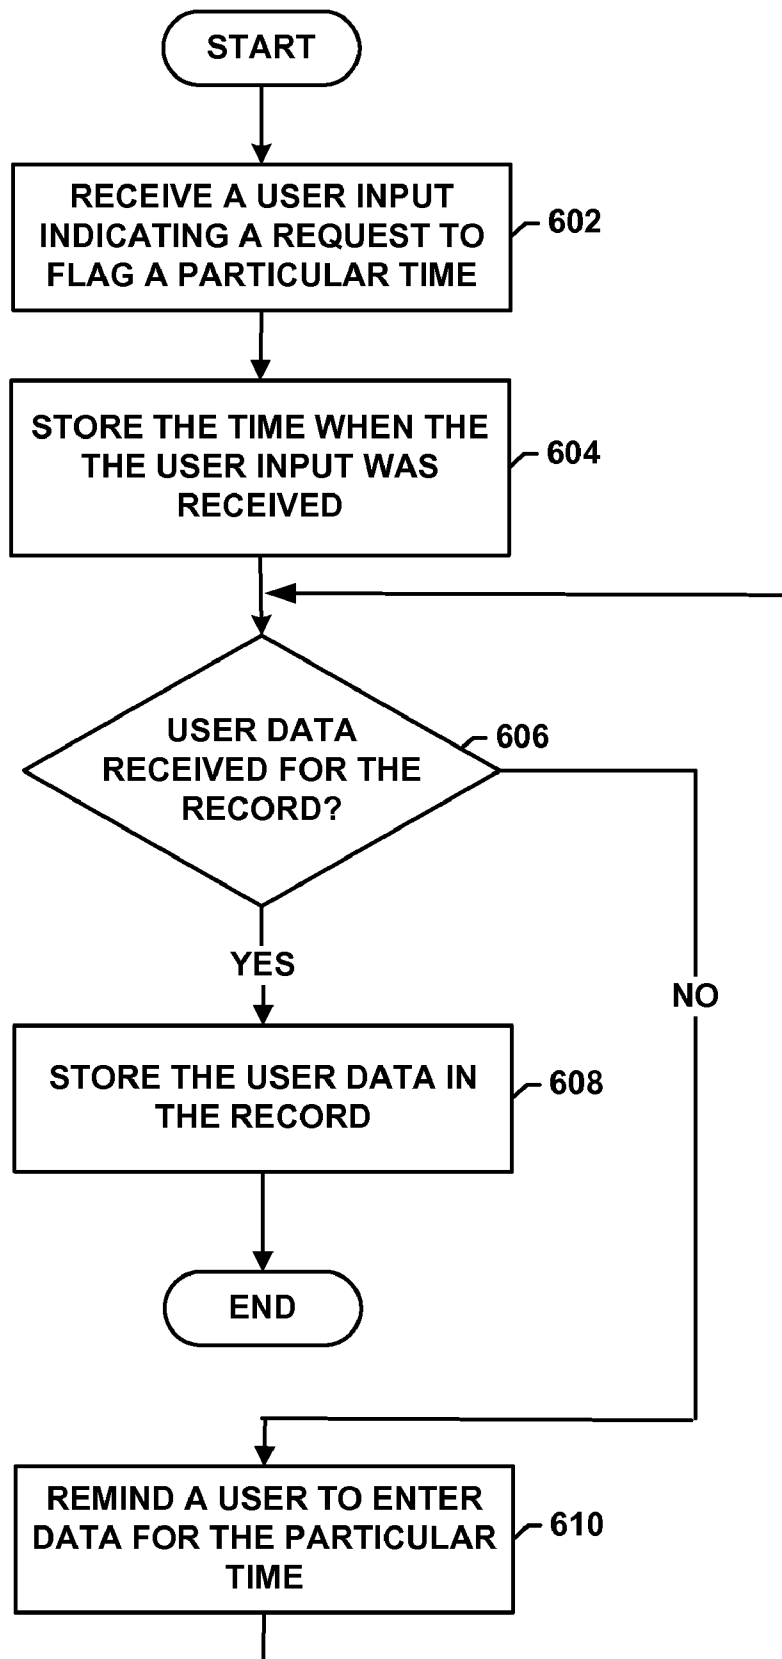 START
RECEIVE A USER INPUT
INDICATING A REQUEST TO
FLAG A PARTICULAR TIME
602
STORE THE TIME WHEN THE
THE USER INPUT WAS
RECEIVED
604
USER DATA
RECEIVED FOR THE
RECORD?
606
YES
NO
STORE THE USER DATA IN
THE RECORD
608
END
REMIND A USER TO ENTER
DATA FOR THE PARTICULAR
TIME
610